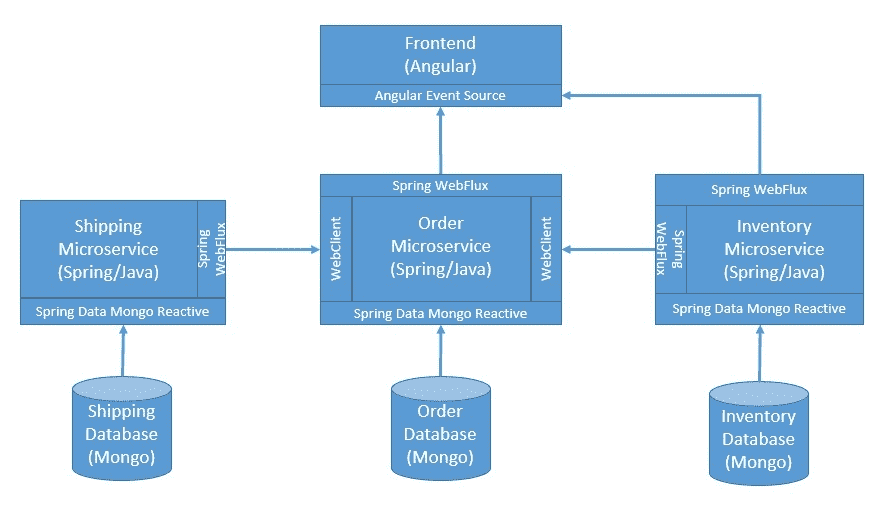 Frontend
(Angular)
Angular Event Source
Shipping
Microservice
(Spring/Java)
Spring
WebFlux
Spring Data Mongo Reactive
Spring WebFlux
WebClient
Order
Microservice
(Spring/Java)
WebClient
Spring Data Mongo Reactive
Spring WebFlux
Spring
WebFlux
Inventory
Microservice
(Spring/Java)
Spring Data Mongo Reactive
Shipping
Database
(Mongo)
Order
Database
(Mongo)
Inventory
Database
(Mongo)